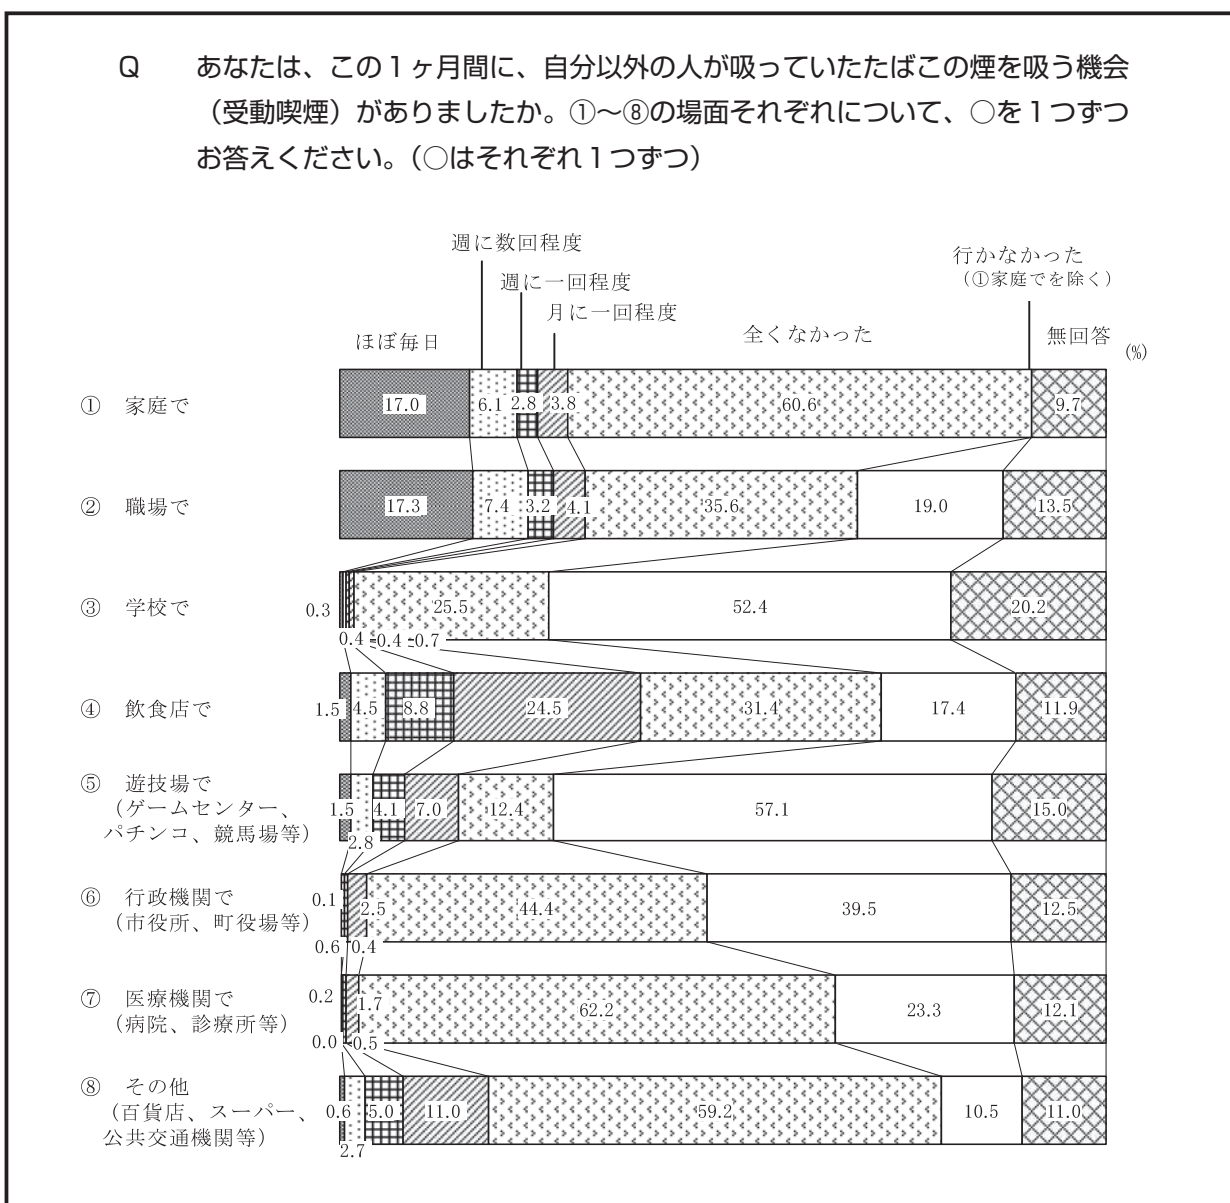 Q あなたは、この１ヶ月間に、自分以外の人が吸っていたたばこの煙を吸う機会
（受動喫煙）がありましたか。①～⑧の場面それぞれについて、○を１つずつ
お答えください。（○はそれぞれ１つずつ）
週に数回程度
行かなかった
（①家庭でを除く）
週に一回程度
月に一回程度
ほぼ毎日
全くなかった
無回答
(%)
① 家庭で 17.0 6.1 2.8 3.8 60.6 9.7
② 職場で 17.3 7.4 3.2 4.1 35.6 19.0 13.5
③ 学校で 0.3 25.5 52.4 20.2
0.4 0.4 0.7
④ 飲食店で 1.5 4.5 8.8 24.5 31.4 17.4 11.9
⑤ 遊技場で
（ゲームセンター、
パチンコ、競馬場等）
1.5 4.1 7.0 12.4 57.1 15.0
2.8
⑥ 行政機関で
（市役所、町役場等）
0.1 2.5 44.4 39.5 12.5
0.6 0.4
⑦ 医療機関で
（病院、診療所等）
0.2 1.7 62.2 23.3 12.1
0.0 0.5
⑧ その他
（百貨店、スーパー、
公共交通機関等）
0.6 5.0 11.0 59.2 10.5 11.0
2.7